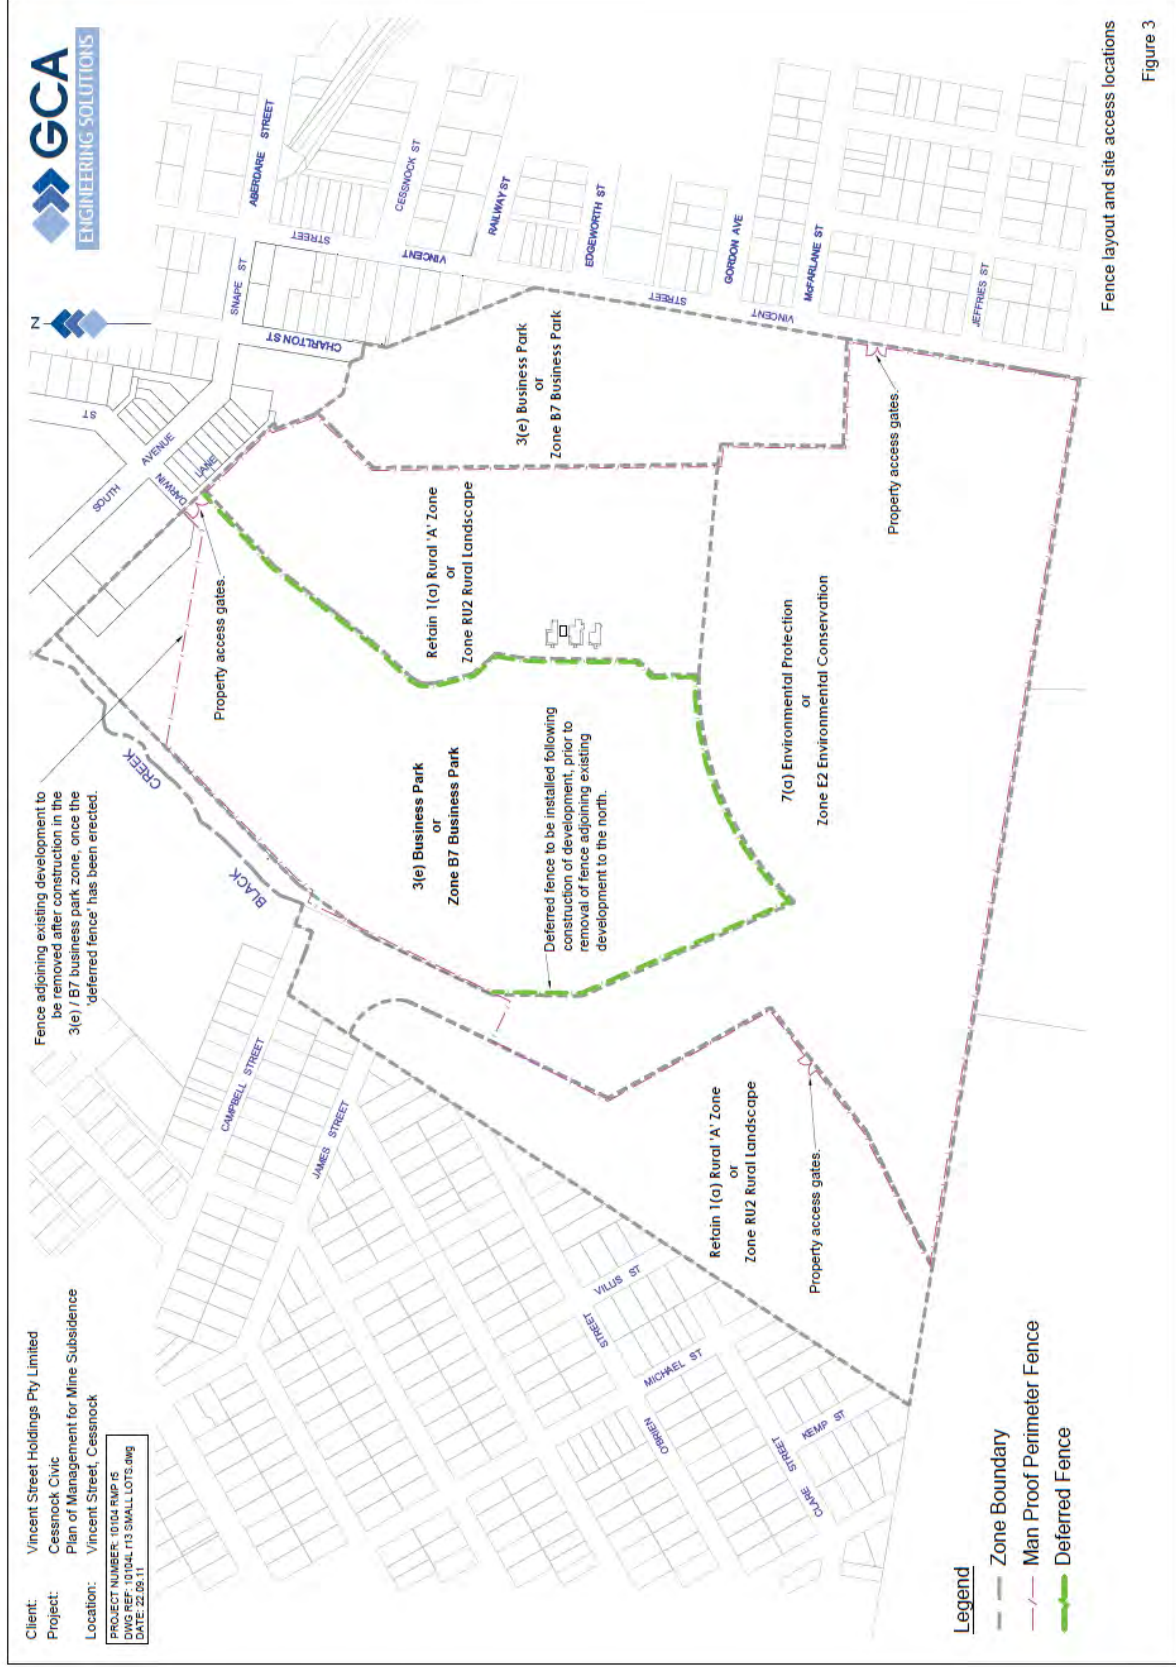 Client: Vincent Street Holdings Pty Limited
Project: Cessnock Civic
Plan of Management for Mine Subsidence
Location: Vincent Street, Cessnock
PROJECT NUMBER: 10104 RMP r5
DWG REF: 10104L r13 SMALL LOTS.dwg
DATE: 22.09.11
Fence adjoining existing development to
be removed after construction in the
3(e) / B7 business park zone, once the
'deferred fence' has been erected.
GCA
ENGINEERING SOLUTIONS
Z
ST
SOUTH
AVENUE
DARWIN
LANE
SNAPE ST
CHARLTON ST
ABERDARE STREET
STREET
VINCENT
CESSNOCK ST
RAILWAY ST
EDGEWORTH ST
STREET
VINCENT
GORDON AVE
McFARLANE ST
JEFFRIES ST
CREEK
BLACK
CAMPBELL STREET
JAMES STREET
VILIIS ST
STREET
OBRIEN
MICHAEL ST
STREET
CLARE
KEMP ST
Property access gates.
3(e) Business Park
or
Zone B7 Business Park
Retain 1(a) Rural 'A' Zone
or
Zone RU2 Rural Landscape
3(e) Business Park
or
Zone B7 Business Park
Deferred fence to be installed following
construction of development, prior to
removal of fence adjoining existing
development to the north.
7(a) Environmental Protection
or
Zone E2 Environmental Conservation
Property access gates.
Retain 1(a) Rural 'A' Zone
or
Zone RU2 Rural Landscape
Property access gates.
Legend
Zone Boundary
Man Proof Perimeter Fence
Deferred Fence
Fence layout and site access locations
Figure 3